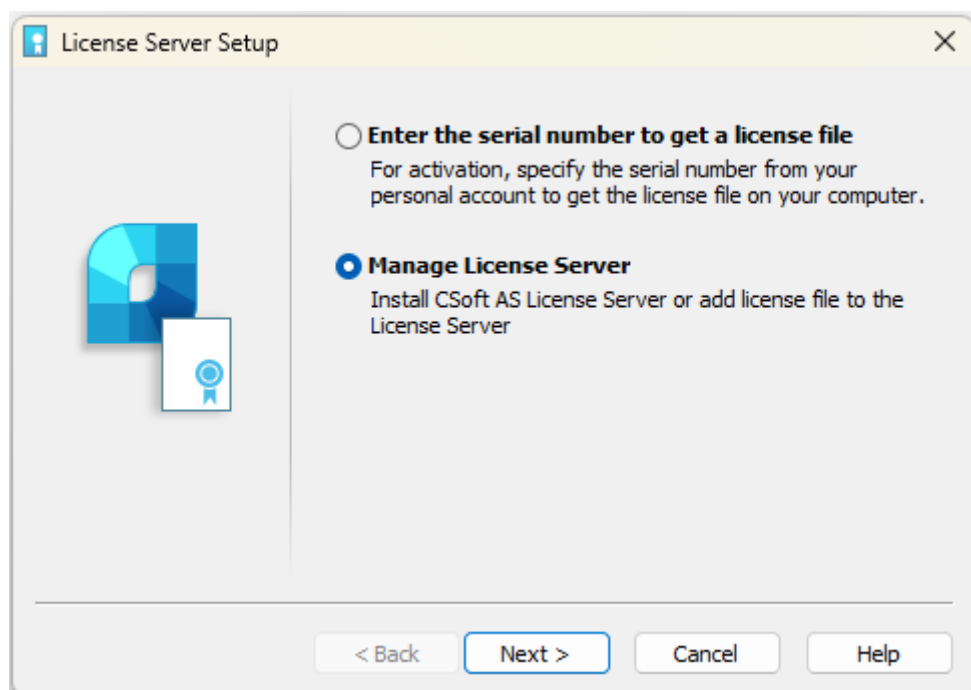 License Server Setup
Enter the serial number to get a license file
For activation, specify the serial number from your
personal account to get the license file on your computer.
Manage License Server
Install CSoft AS License Server or add license file to the
License Server
< Back
Next >
Cancel
Help